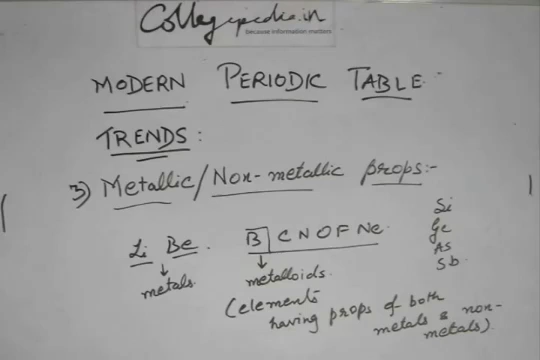 Collegepedia.in
because information matters
MODERN PERIODIC TABLE
TRENDS:
3) Metallic/Non-metallic props:-
Li Be. B C N O F Ne
Si
Ge
As
Sb
metals. metalloids.
(elements
having props of both
metals & non-
metals).